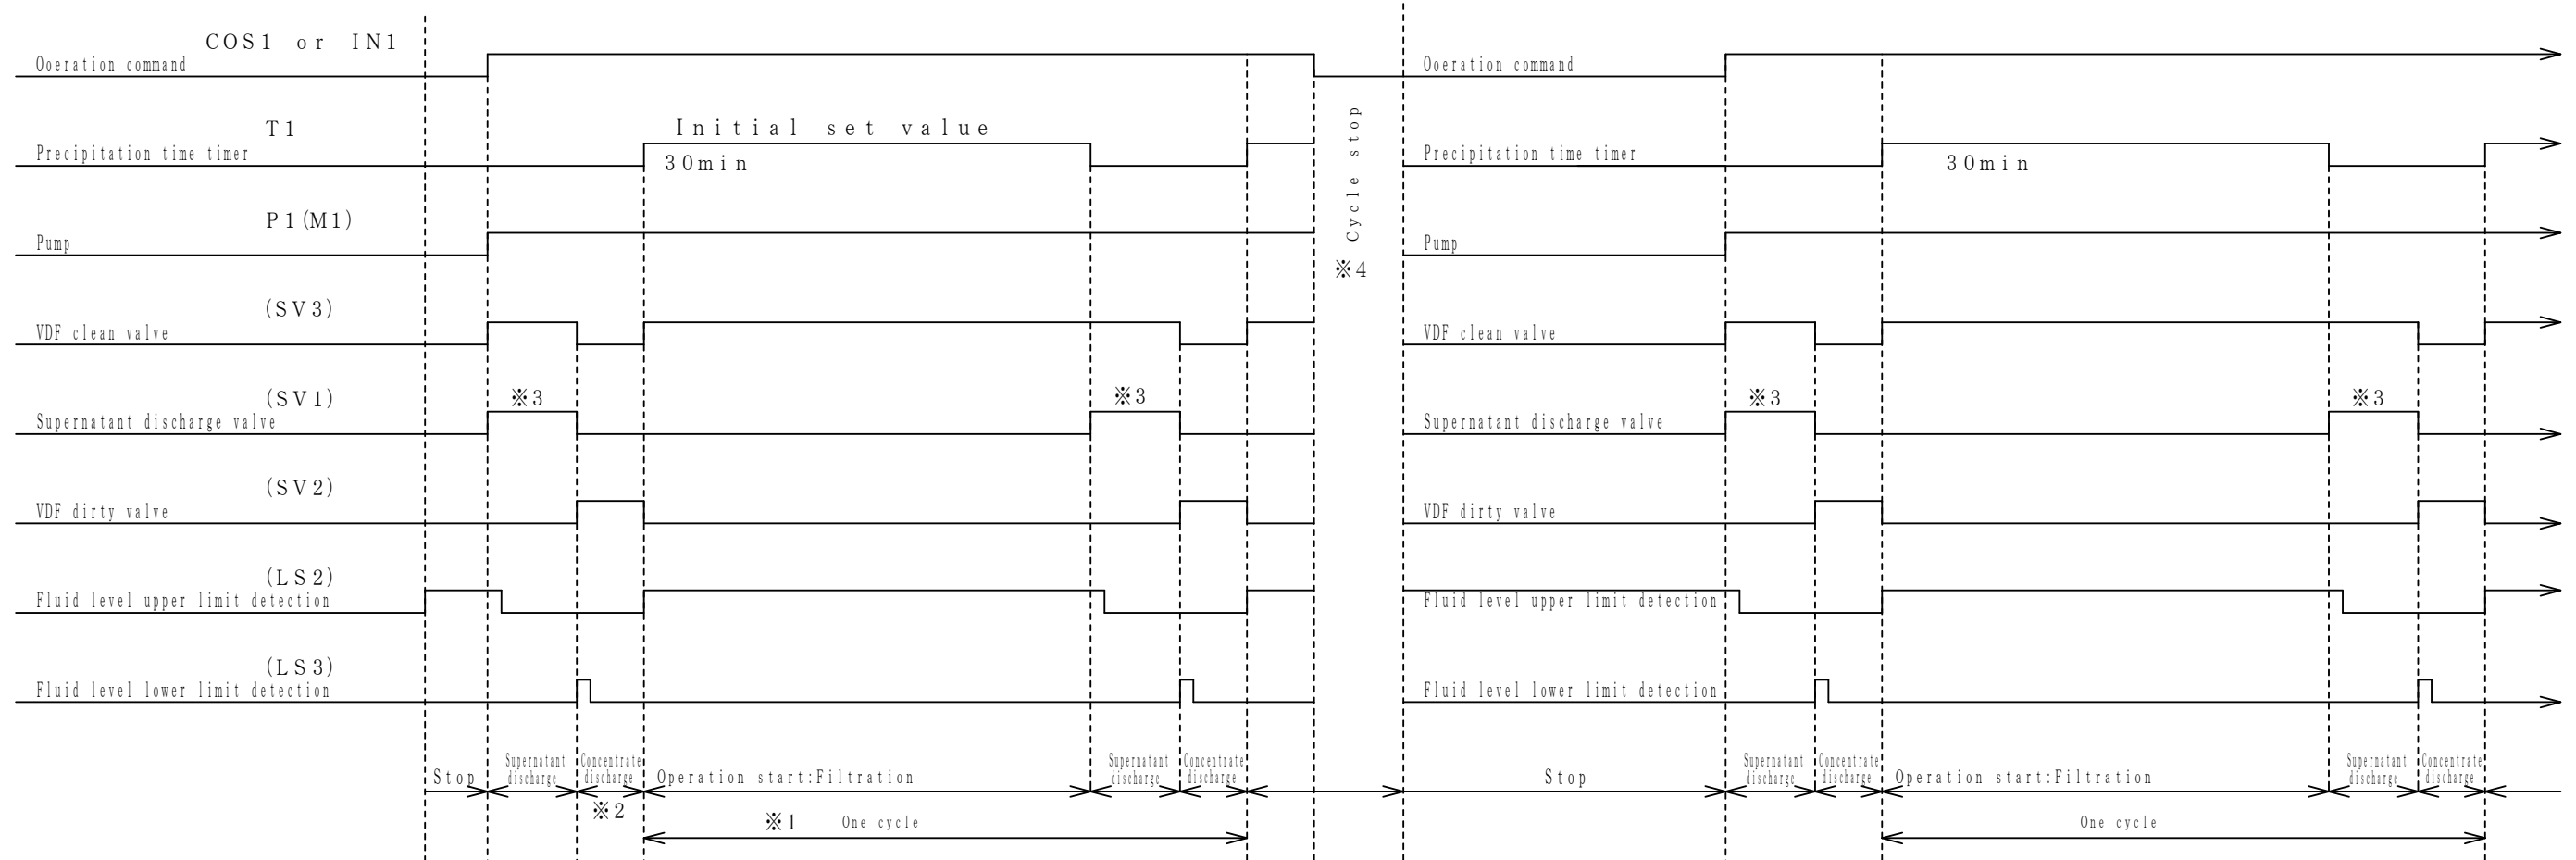 COS1 or IN1
Ooeration command
Ooeration command
T1
Initial set value
Precipitation time timer
30min
Precipitation time timer
30min
Cycle stop
※4
P1(M1)
Pump
Pump
(SV3)
VDF clean valve
VDF clean valve
(SV1)
※3
※3
※3
※3
Supernatant discharge valve
Supernatant discharge valve
(SV2)
VDF dirty valve
VDF dirty valve
(LS2)
Fluid level upper limit detection
Fluid level upper limit detection
(LS3)
Fluid level lower limit detection
Fluid level lower limit detection
Stop
Supernatant
discharge
Concentrate
discharge
Operation start:Filtration
Supernatant
discharge
Concentrate
discharge
Stop
Supernatant
discharge
Concentrate
discharge
Operation start:Filtration
Supernatant
discharge
Concentrate
discharge
※2
※1 One cycle
One cycle